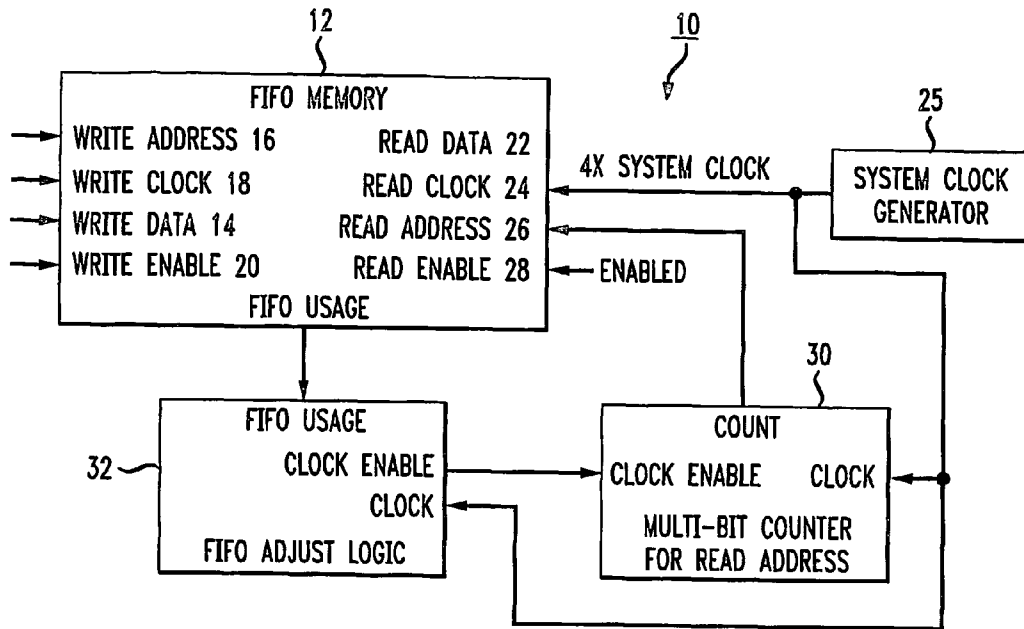 12
10
FIFO MEMORY
WRITE ADDRESS 16
READ DATA 22
WRITE CLOCK 18
READ CLOCK 24
WRITE DATA 14
READ ADDRESS 26
WRITE ENABLE 20
READ ENABLE 28
FIFO USAGE
4X SYSTEM CLOCK
ENABLED
25
SYSTEM CLOCK
GENERATOR
32
FIFO USAGE
CLOCK ENABLE
CLOCK
FIFO ADJUST LOGIC
30
COUNT
CLOCK ENABLE
CLOCK
MULTI-BIT COUNTER
FOR READ ADDRESS